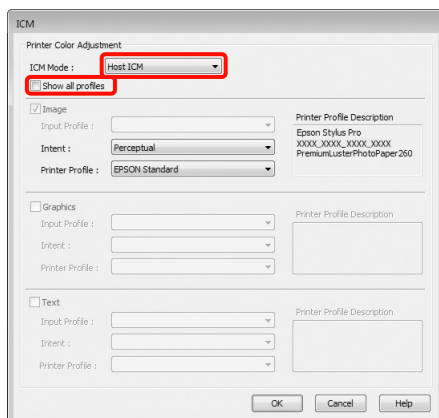 ICM
Printer Color Adjustment
ICM Mode :
Host ICM
Show all profiles
Image
Input Profile :
Intent :
Perceptual
Printer Profile :
EPSON Standard
Printer Profile Description
Epson Stylus Pro
XXXX_XXXX_XXXX_XXXX
PremiumLusterPhotoPaper260
Graphics
Input Profile :
Intent :
Printer Profile :
Printer Profile Description
Text
Input Profile :
Intent :
Printer Profile :
Printer Profile Description
OK
Cancel
Help